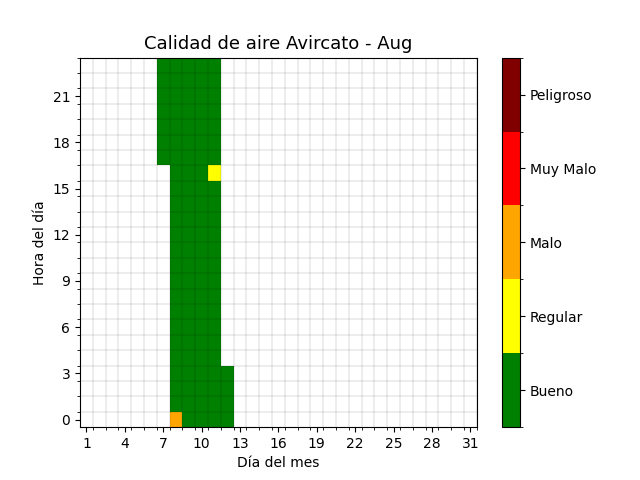 Calidad de aire Avircato - Aug
Hora del día
21
18
15
12
9
6
3
0
1 4 7 10 13 16 19 22 25 28 31
Día del mes
Peligroso
Muy Malo
Malo
Regular
Bueno